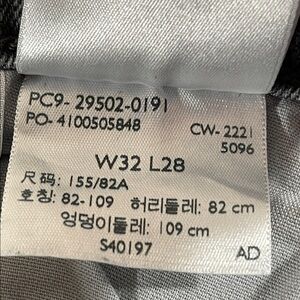 PC9- 29502-0191
PO- 4100505848
CW- 2221
5096
W32 L28
尺码: 155/82A
호칭: 82-109 허리둘레: 82 cm
엉덩이둘레: 109 cm
S40197
AD